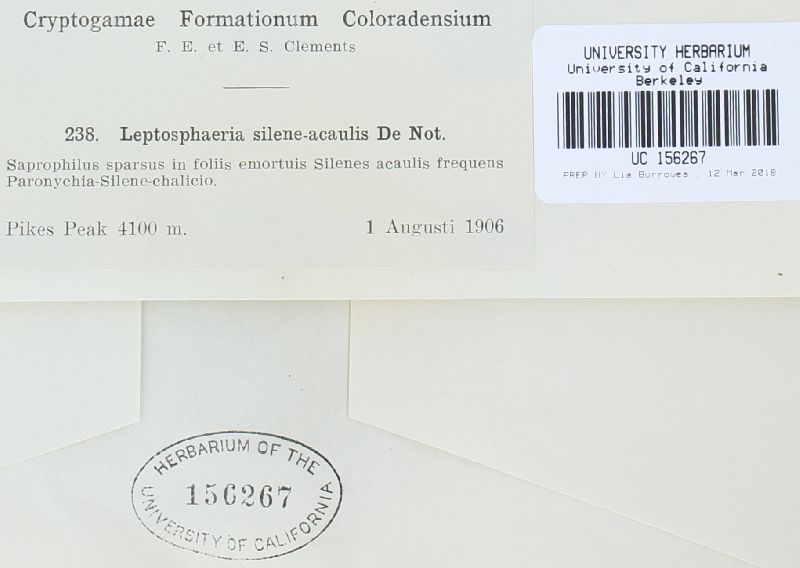 Cryptogamae Formationum Coloradensium
F. E. et E. S. Clements
238. Leptosphaeria silene-acaulis De Not.
Saprophilus sparsus in foliis emortuis Silenes acaulis frequens
Paronychia-Silene-chalicio.
Pikes Peak 4100 m. 1 Augusti 1906
UNIVERSITY HERBARIUM
University of California
Berkeley
UC 156267
PREP BY Lia Burroues , 12 Mar 2018
HERBARIUM OF THE
156267
UNIVERSITY OF CALIFORNIA